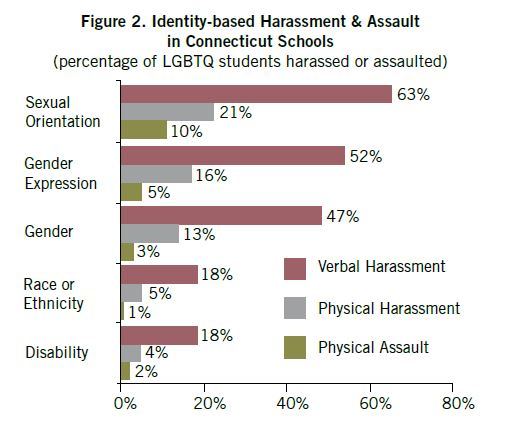 Figure 2. Identity-based Harassment & Assault
in Connecticut Schools
(percentage of LGBTQ students harassed or assaulted)
Sexual
Orientation
63%
21%
10%
Gender
Expression
52%
16%
5%
Gender
47%
13%
3%
Race or
Ethnicity
18%
5%
1%
Disability
18%
4%
2%
Verbal Harassment
Physical Harassment
Physical Assault
0% 20% 40% 60% 80%